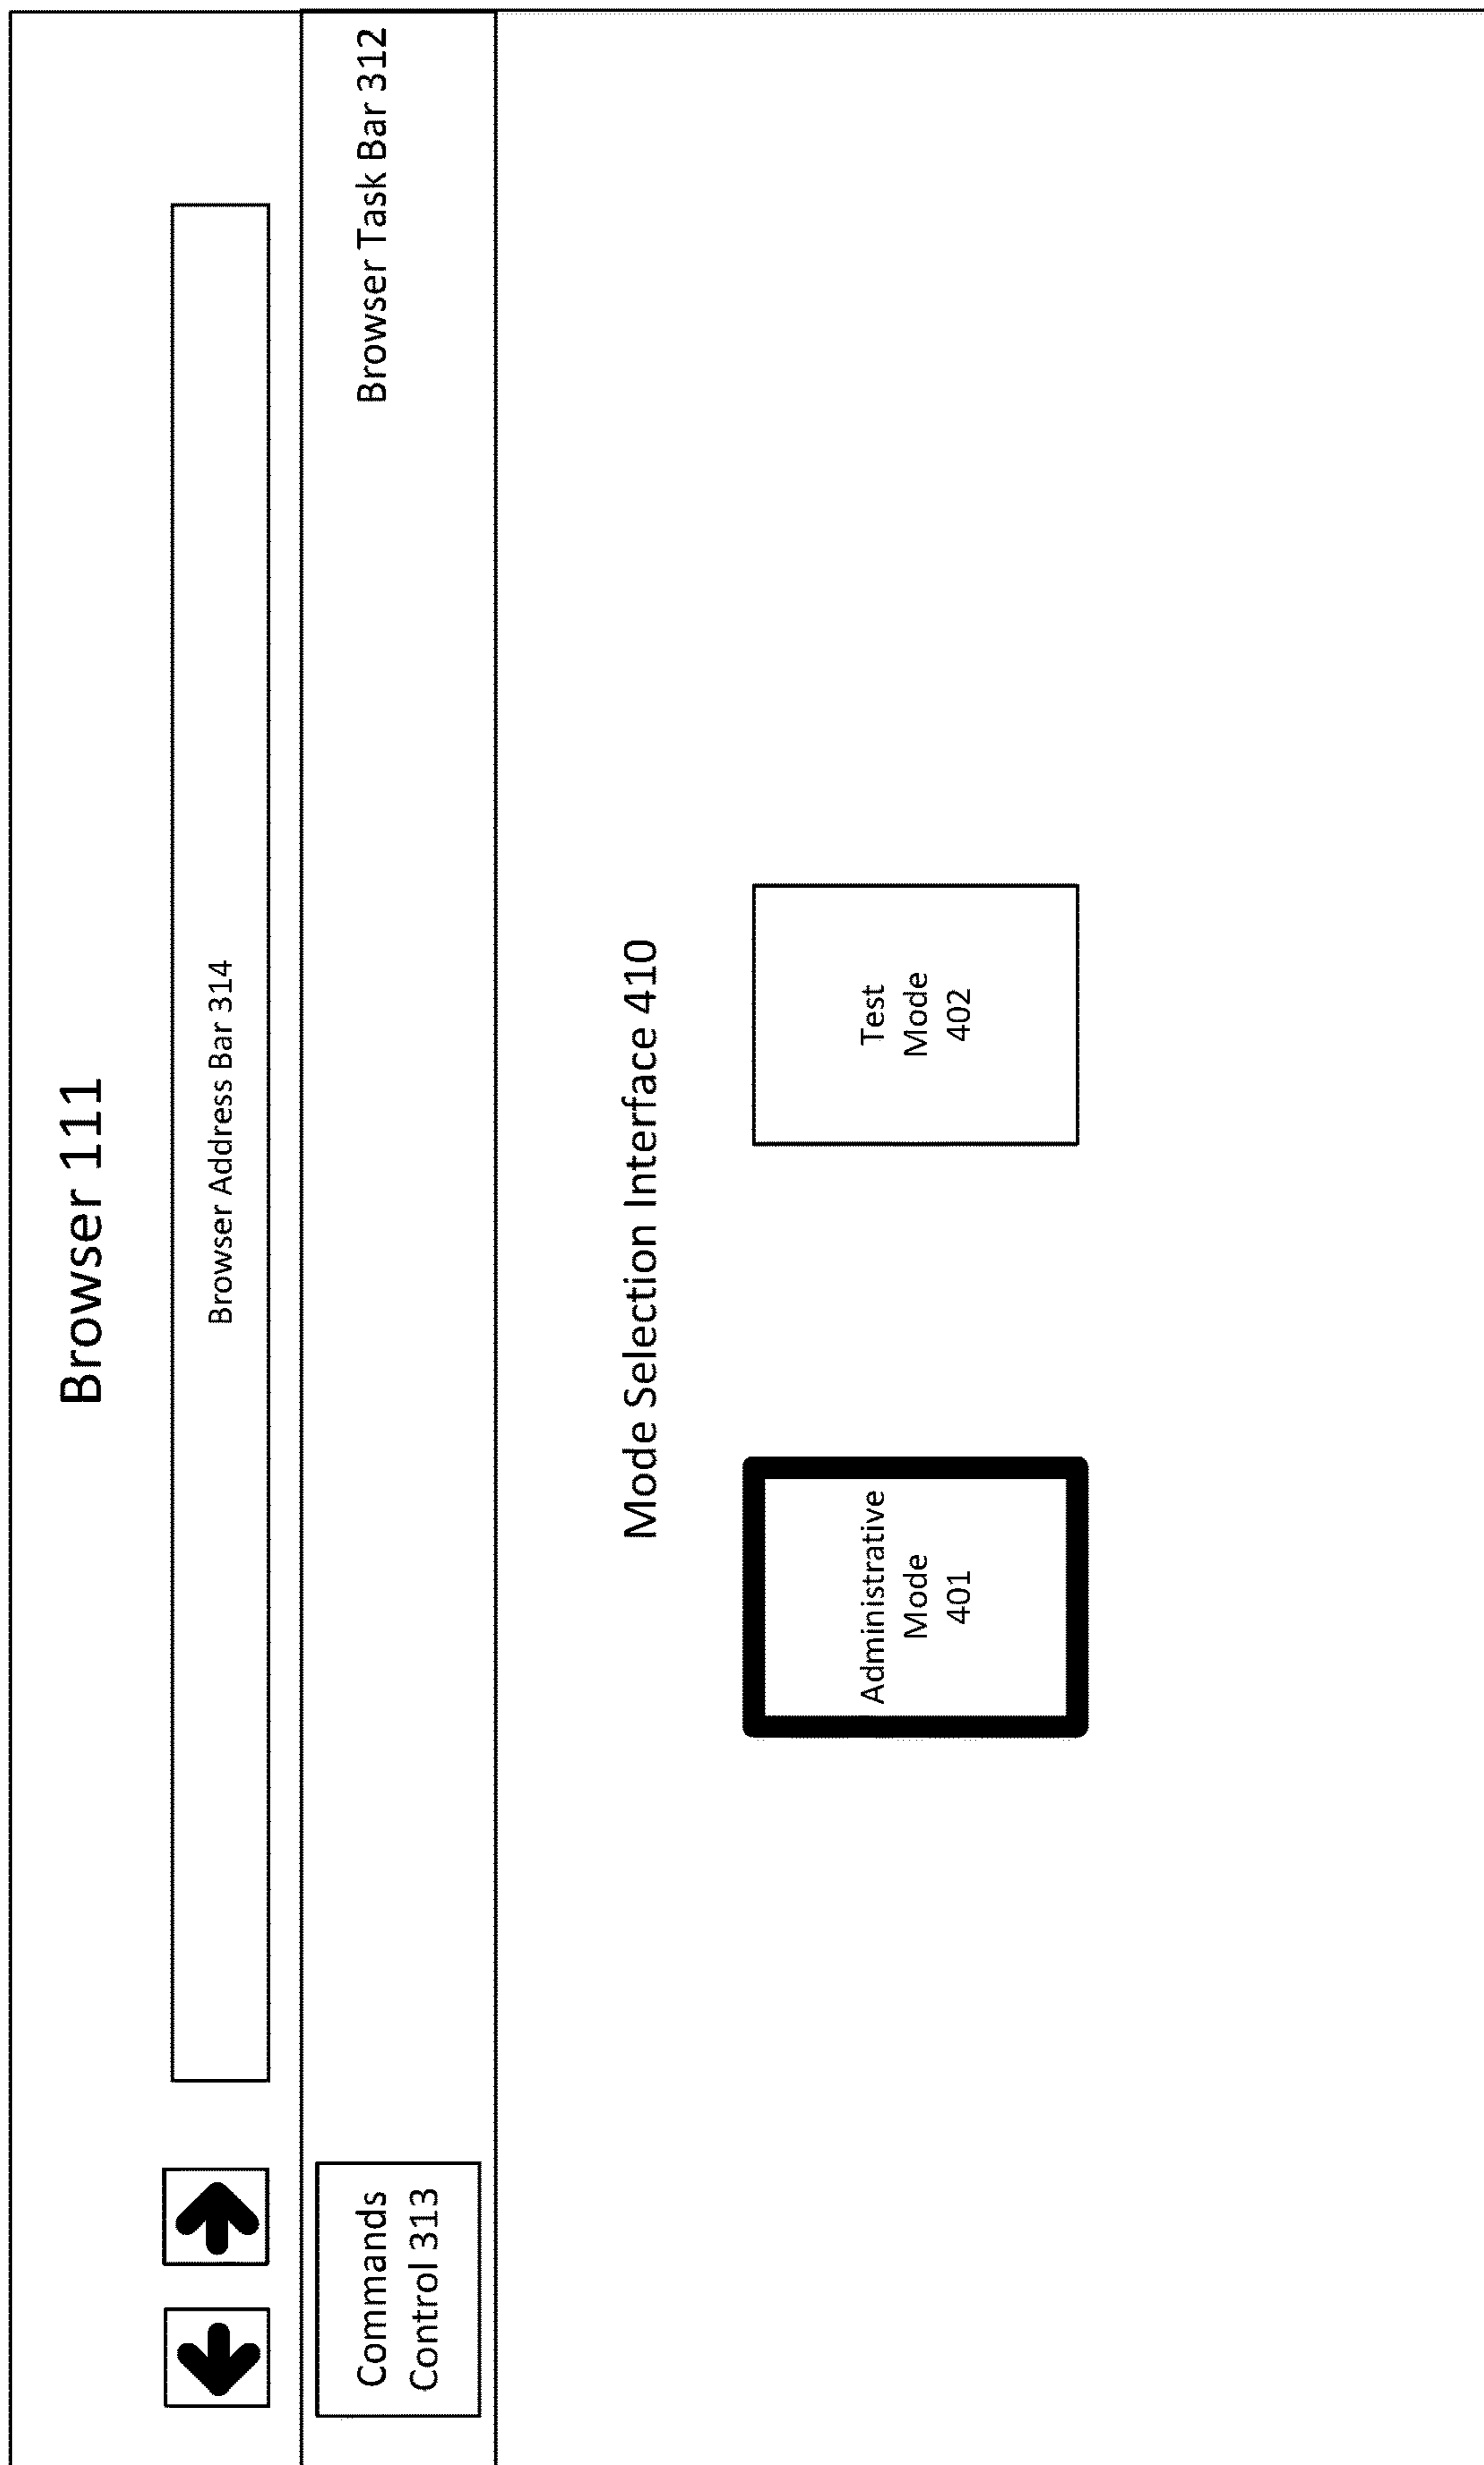 Browser 111
Browser Address Bar 314
Commands
Control 313
Browser Task Bar 312
Mode Selection Interface 410
Administrative
Mode
401
Test
Mode
402